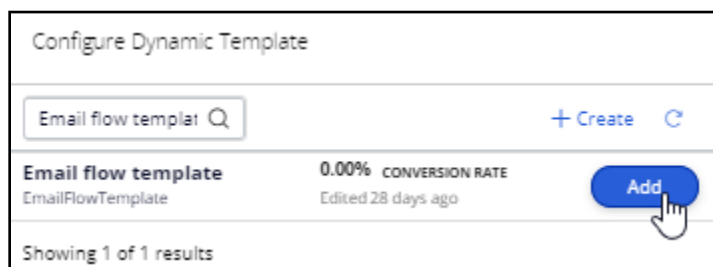 Configure Dynamic Template
Email flow templat
+ Create
Email flow template
0.00% CONVERSION RATE
Add
EmailFlowTemplate
Edited 28 days ago
Showing 1 of 1 results